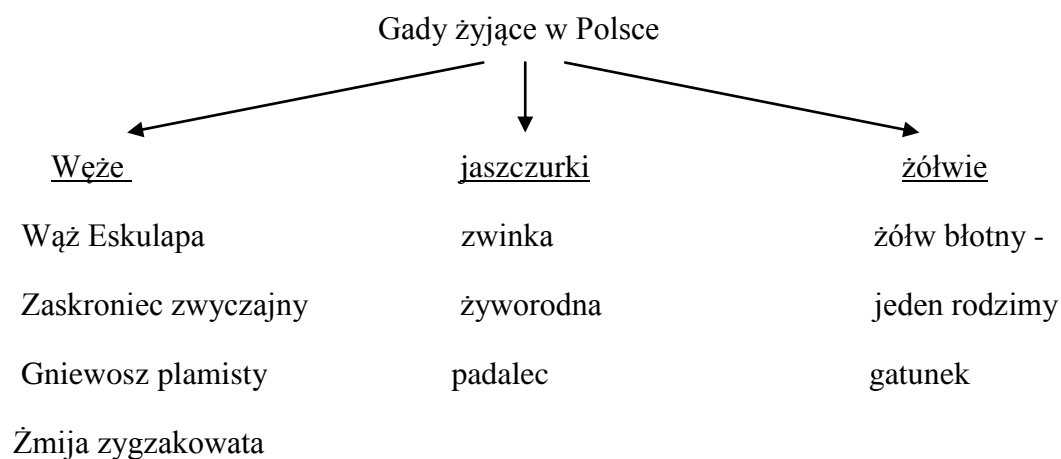 Gady żyjące w Polsce
Węże jaszczurki żółwie
Wąż Eskulapa zwinka żółw błotny -
Zaskroniec zwyczajny żyworodna jeden rodzimy
Gniewosz plamisty padalec gatunek
Żmija zygzakowata